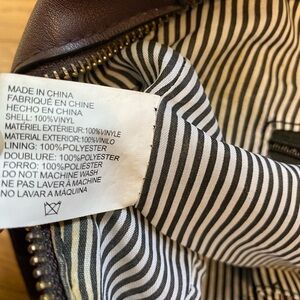 MADE IN CHINA
FABRIQUÉ EN CHINE
HECHO EN CHINA
SHELL: 100%VINYL
MATÉRIEL EXTÉRIEUR:100%VINYLE
MATERIAL EXTERIOR:100%VINILO
LINING: 100%POLYESTER
DOUBLURE: 100%POLYESTER
FORRO: 100%POLIÉSTER
DO NOT MACHINE WASH
NE PAS LAVER À MACHINE
NO LAVAR A MÁQUINA